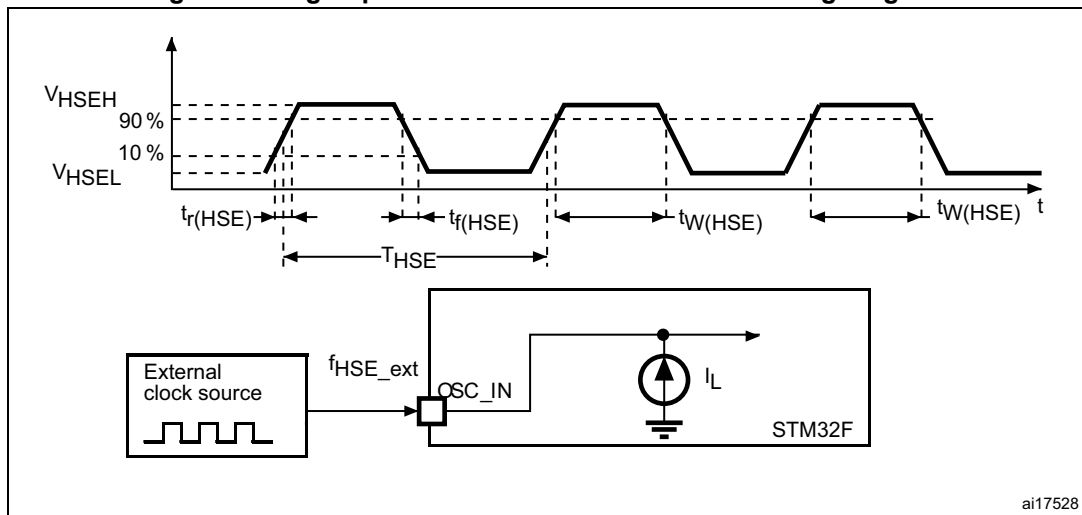 VHSEH
90 %
10 %
VHSEL
tr(HSE)
tf(HSE)
tW(HSE)
tW(HSE)
t
THSE
External
clock source
fHSE_ext
OSC_IN
IL
STM32F
ai17528